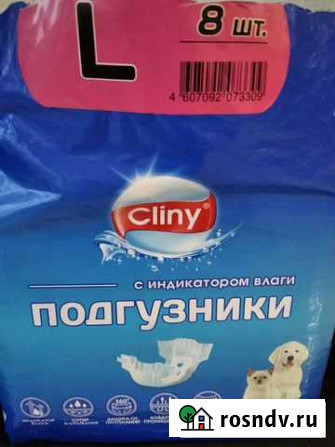 L
8 шт.
4 607092 073309
Cliny®
с индикатором влаги
ПОДГУЗНИКИ
rosndv.ru